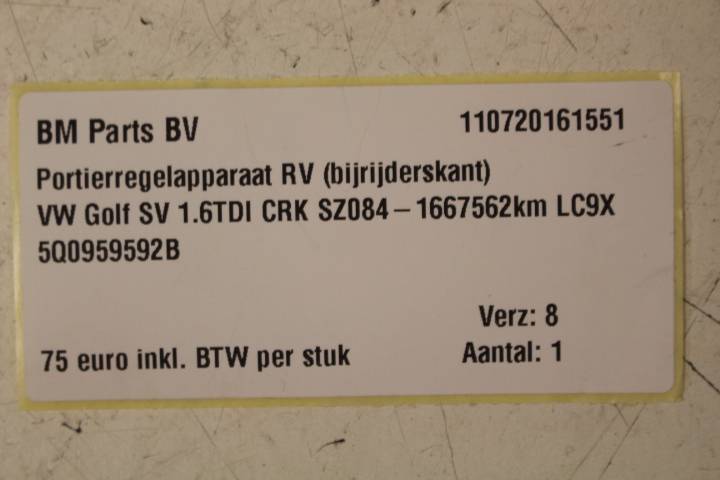 BM Parts BV 110720161551
Portierregelapparaat RV (bijrijderskant)
VW Golf SV 1.6TDI CRK SZ084-1667562km LC9X
5Q0959592B
Verz: 8
75 euro inkl. BTW per stuk Aantal: 1